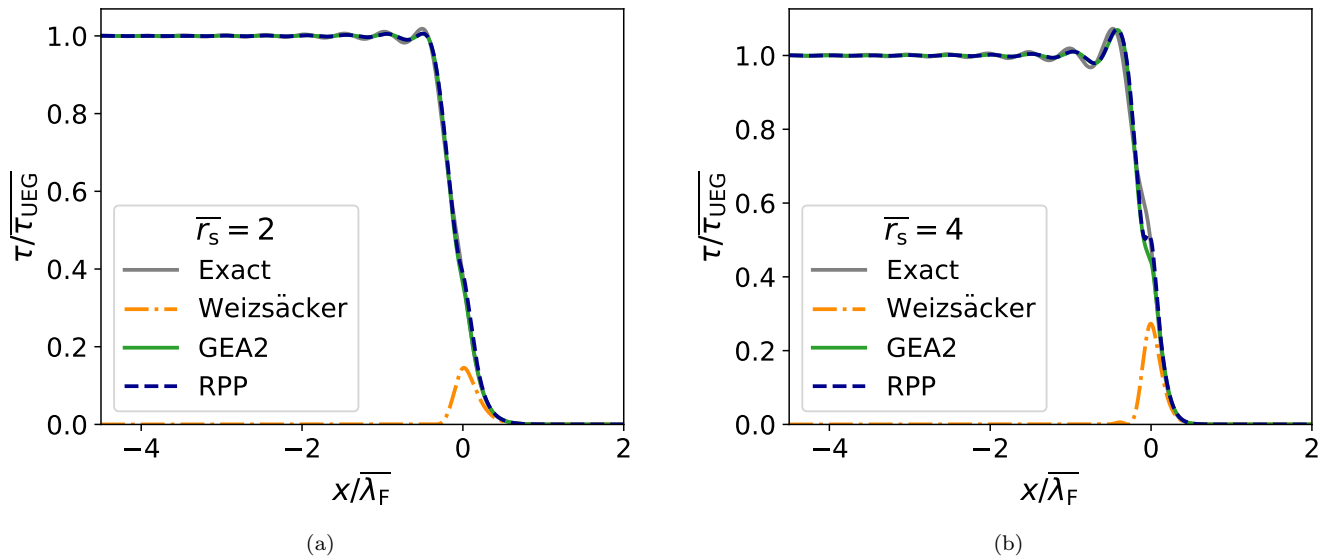 1.0
0.8
0.6
0.4
0.2
0.0
τ/τ̅_UEG
r̅_s = 2
Exact
Weizsäcker
GEA2
RPP
−4
−2
0
2
x/λ̅_F
(a)
1.0
0.8
0.6
0.4
0.2
0.0
τ/τ̅_UEG
r̅_s = 4
Exact
Weizsäcker
GEA2
RPP
−4
−2
0
2
x/λ̅_F
(b)